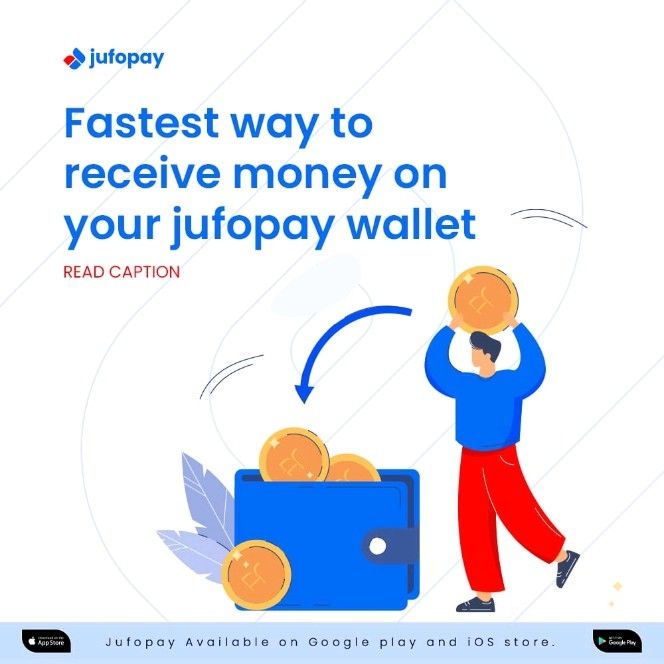 jufopay
Fastest way to
receive money on
your jufopay wallet
READ CAPTION
App Store
Jufopay Available on Google play and iOS store.
Google Play